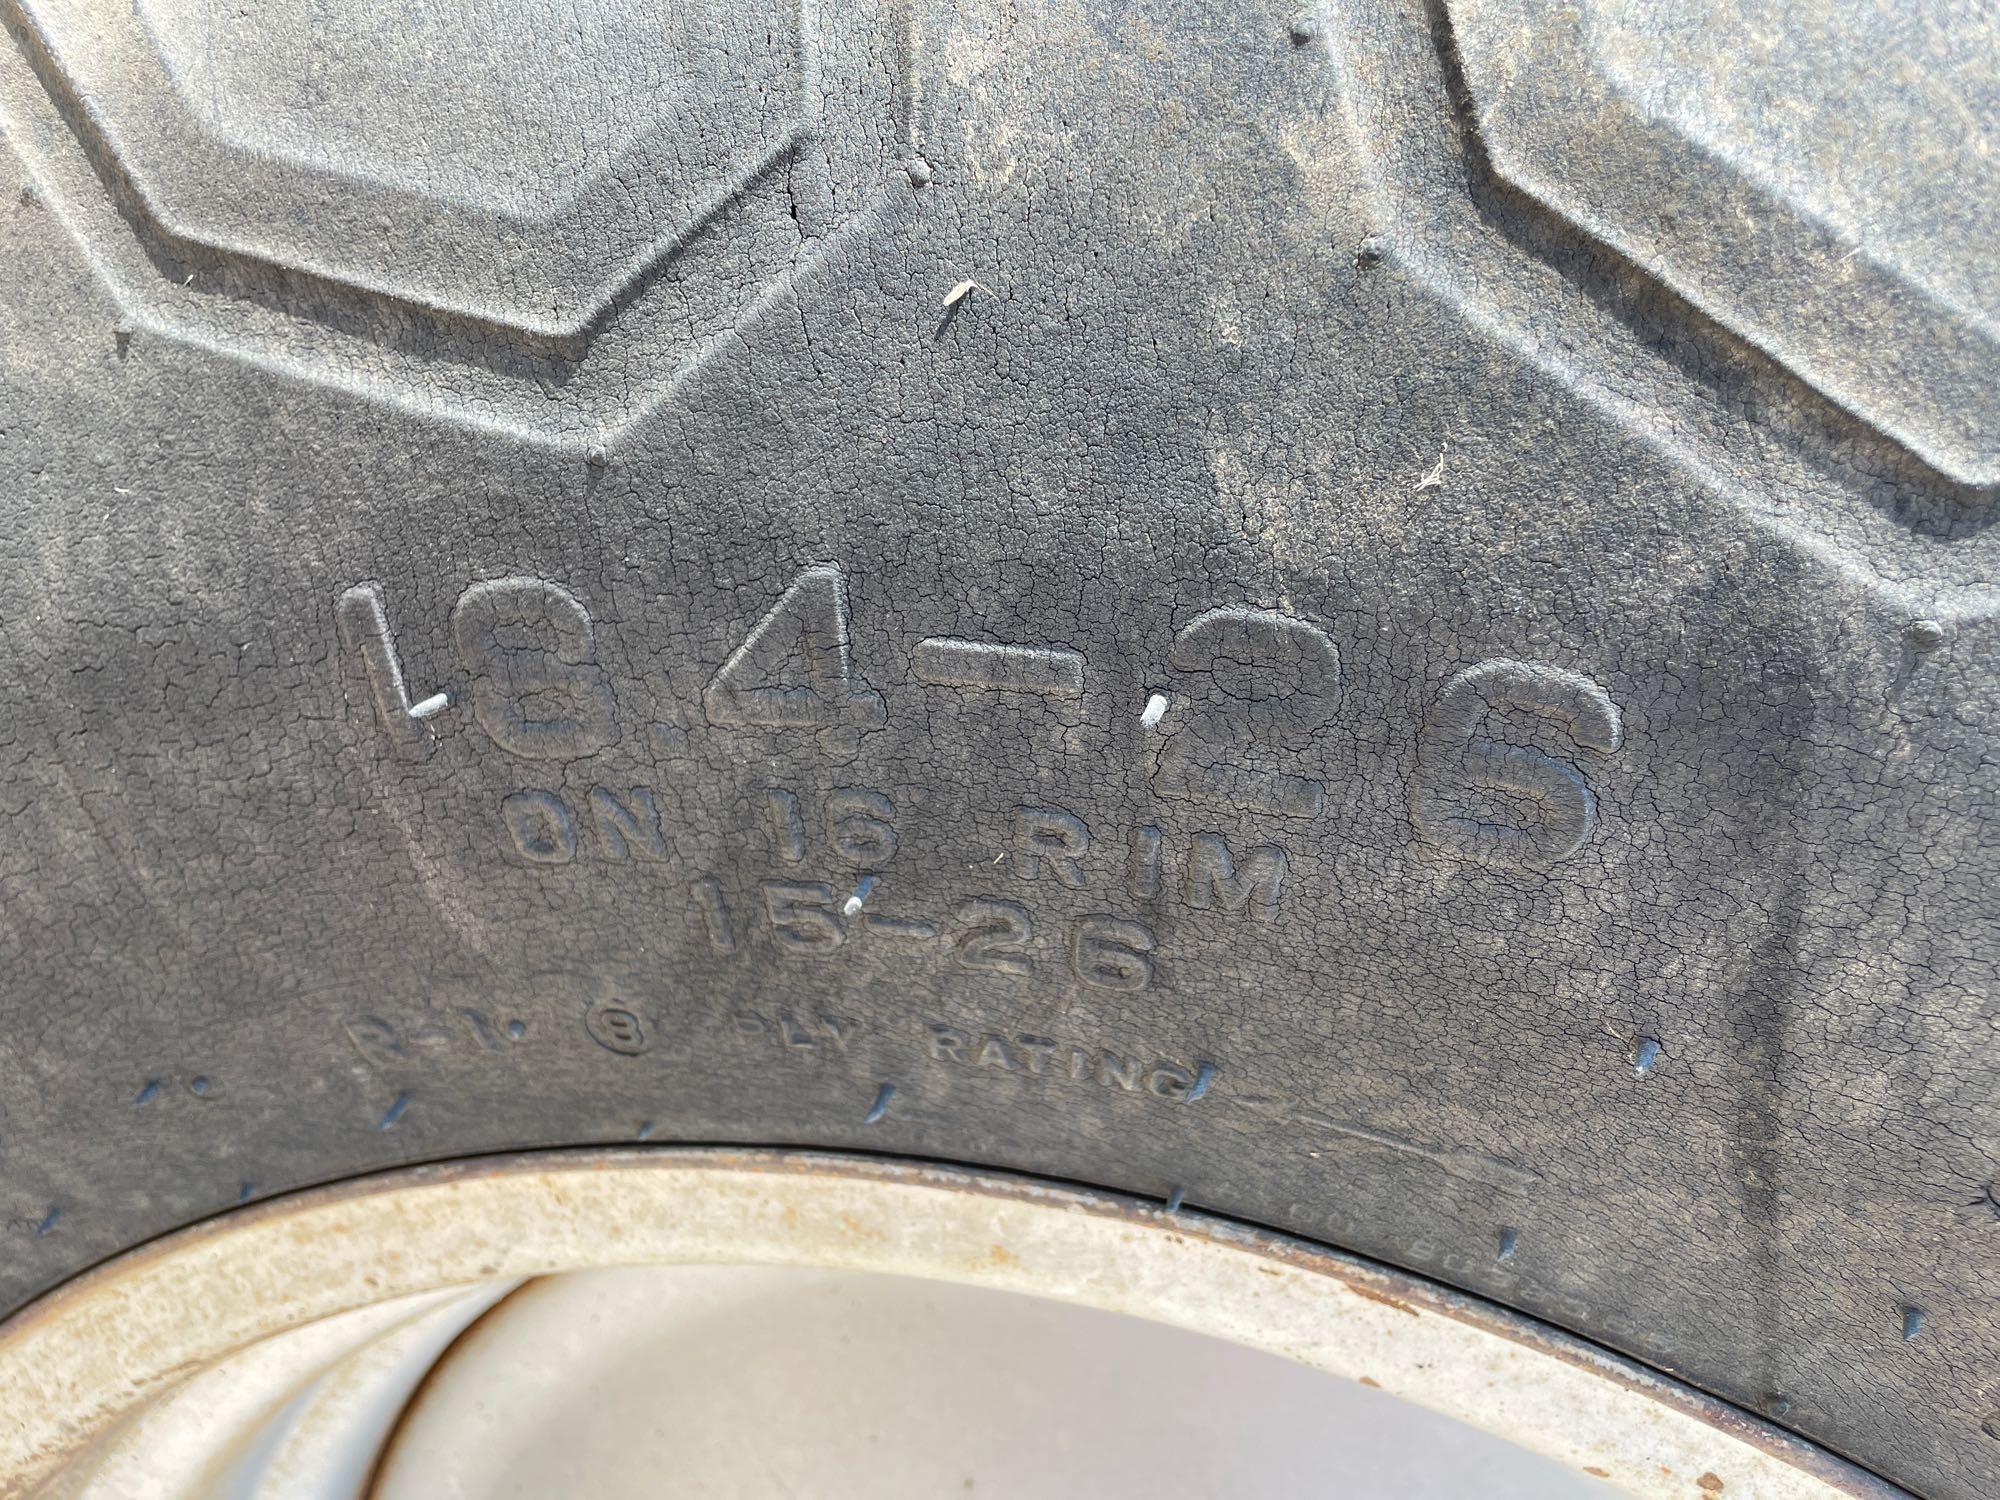 18.4-26
ON 16 RIM
15-26
R-1. 8 PLY RATING